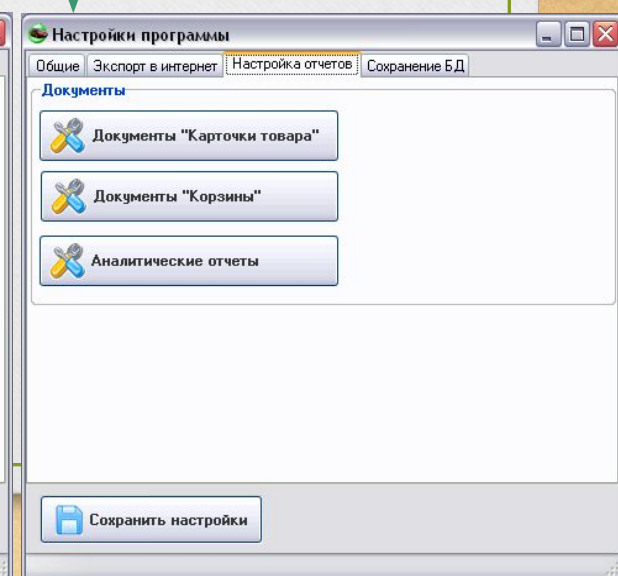 Настройки программы
Общие Экспорт в интернет Настройка отчетов Сохранение БД
Документы
Документы "Карточки товара"
Документы "Корзины"
Аналитические отчеты
Сохранить настройки